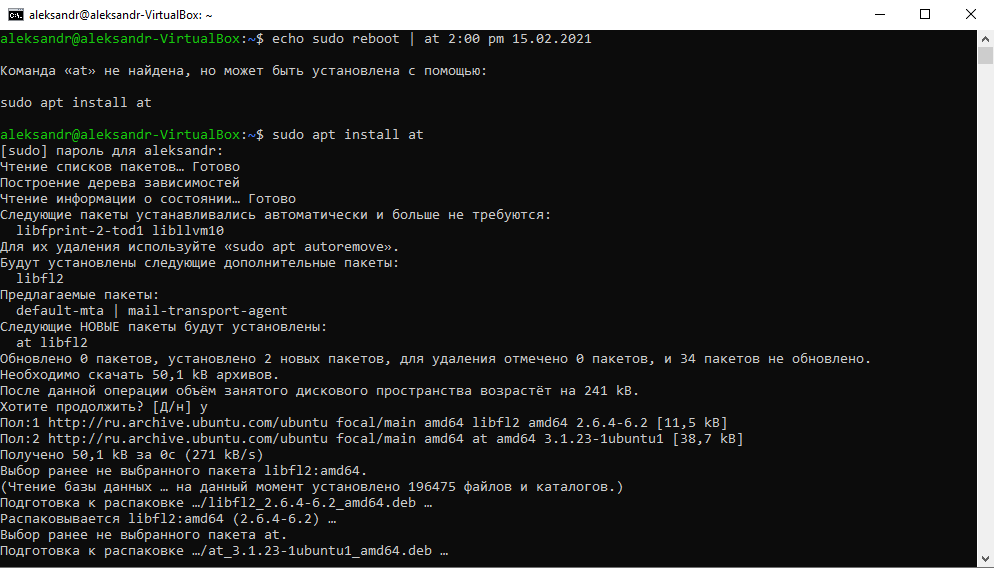 aleksandr@aleksandr-VirtualBox: ~
aleksandr@aleksandr-VirtualBox:~$ echo sudo reboot | at 2:00 pm 15.02.2021
Команда «at» не найдена, но может быть установлена с помощью:
sudo apt install at
aleksandr@aleksandr-VirtualBox:~$ sudo apt install at
[sudo] пароль для aleksandr:
Чтение списков пакетов… Готово
Построение дерева зависимостей
Чтение информации о состоянии… Готово
Следующие пакеты устанавливались автоматически и больше не требуются:
  libfprint-2-tod1 libllvm10
Для их удаления используйте «sudo apt autoremove».
Будут установлены следующие дополнительные пакеты:
  libfl2
Предлагаемые пакеты:
  default-mta | mail-transport-agent
Следующие НОВЫЕ пакеты будут установлены:
  at libfl2
Обновлено 0 пакетов, установлено 2 новых пакетов, для удаления отмечено 0 пакетов, и 34 пакетов не обновлено.
Необходимо скачать 50,1 kB архивов.
После данной операции объём занятого дискового пространства возрастёт на 241 kB.
Хотите продолжить? [Д/н] y
Пол:1 http://ru.archive.ubuntu.com/ubuntu focal/main amd64 libfl2 amd64 2.6.4-6.2 [11,5 kB]
Пол:2 http://ru.archive.ubuntu.com/ubuntu focal/main amd64 at amd64 3.1.23-1ubuntu1 [38,7 kB]
Получено 50,1 kB за 0с (271 kB/s)
Выбор ранее не выбранного пакета libfl2:amd64.
(Чтение базы данных … на данный момент установлено 196475 файлов и каталогов.)
Подготовка к распаковке …/libfl2_2.6.4-6.2_amd64.deb …
Распаковывается libfl2:amd64 (2.6.4-6.2) …
Выбор ранее не выбранного пакета at.
Подготовка к распаковке …/at_3.1.23-1ubuntu1_amd64.deb …